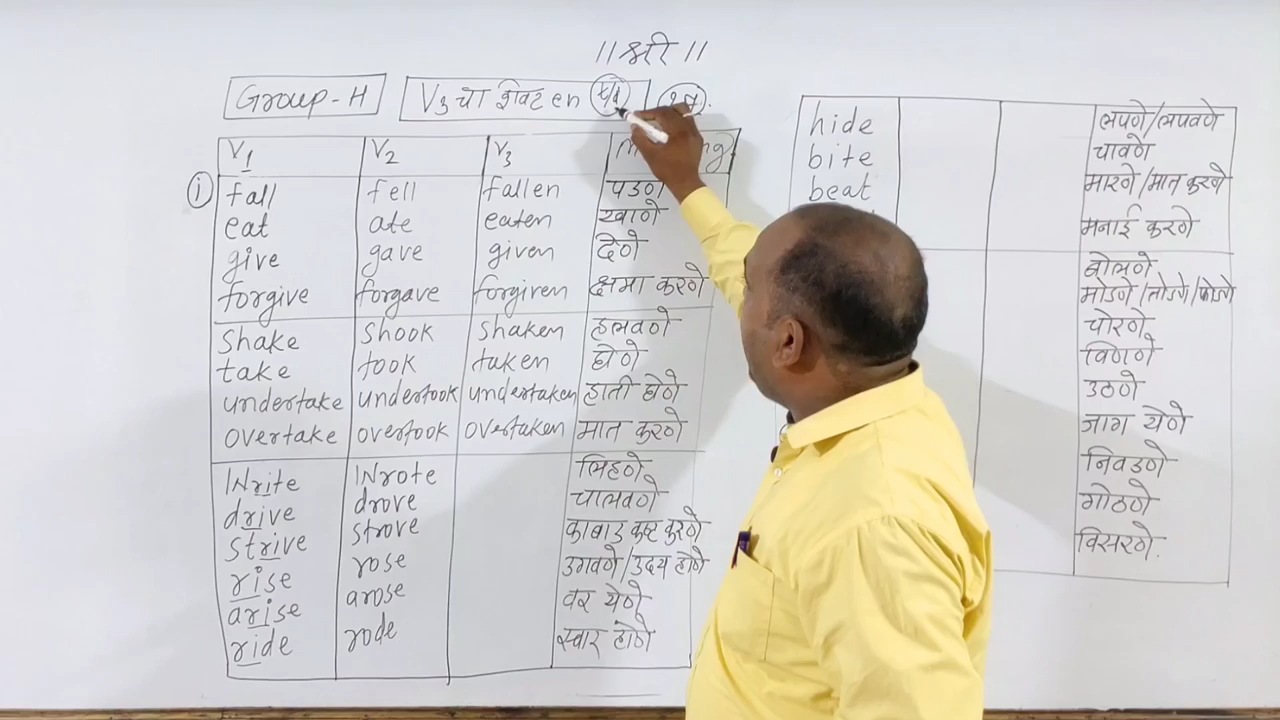 ॥ श्री ॥
Group-H
V3 चा शेवट en
V1 V2 V3
(i) fall fell fallen पडणे
eat ate eaten खाणे
give gave given देणे
forgive forgave forgiven क्षमा करणे
Shake Shook Shaken हलवणे
take took taken घेणे
undertake undertook undertaken हाती घेणे
overtake overtook overtaken मात करणे
Write Wrote लिहणे
drive drove चालवणे
Strive Strove काबाड कष्ट करणे
rise rose उगवणे/उदय होणे
arise arose वर येणे
ride rode स्वार होणे
hide लपणे/लपवणे
bite चावणे
beat मारणे/मात करणे
मनाई करणे
बोलणे
मोडणे/तोडणे/फोडणे
चोरणे
विणणे
उठणे
जाग येणे
निवडणे
गोठणे
विसरणे.